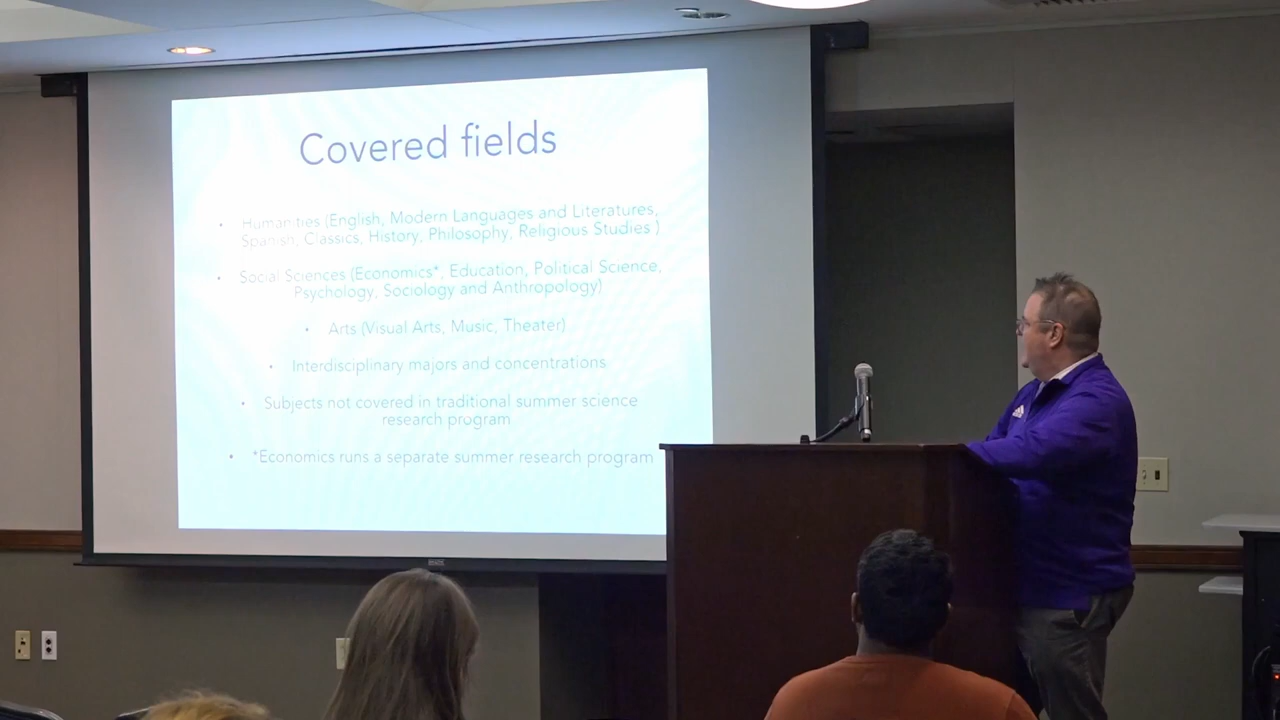 Covered fields
• Humanities (English, Modern Languages and Literatures,
Spanish, Classics, History, Philosophy, Religious Studies )
• Social Sciences (Economics*, Education, Political Science,
Psychology, Sociology and Anthropology)
• Arts (Visual Arts, Music, Theater)
• Interdisciplinary majors and concentrations
• Subjects not covered in traditional summer science
research program
• *Economics runs a separate summer research program